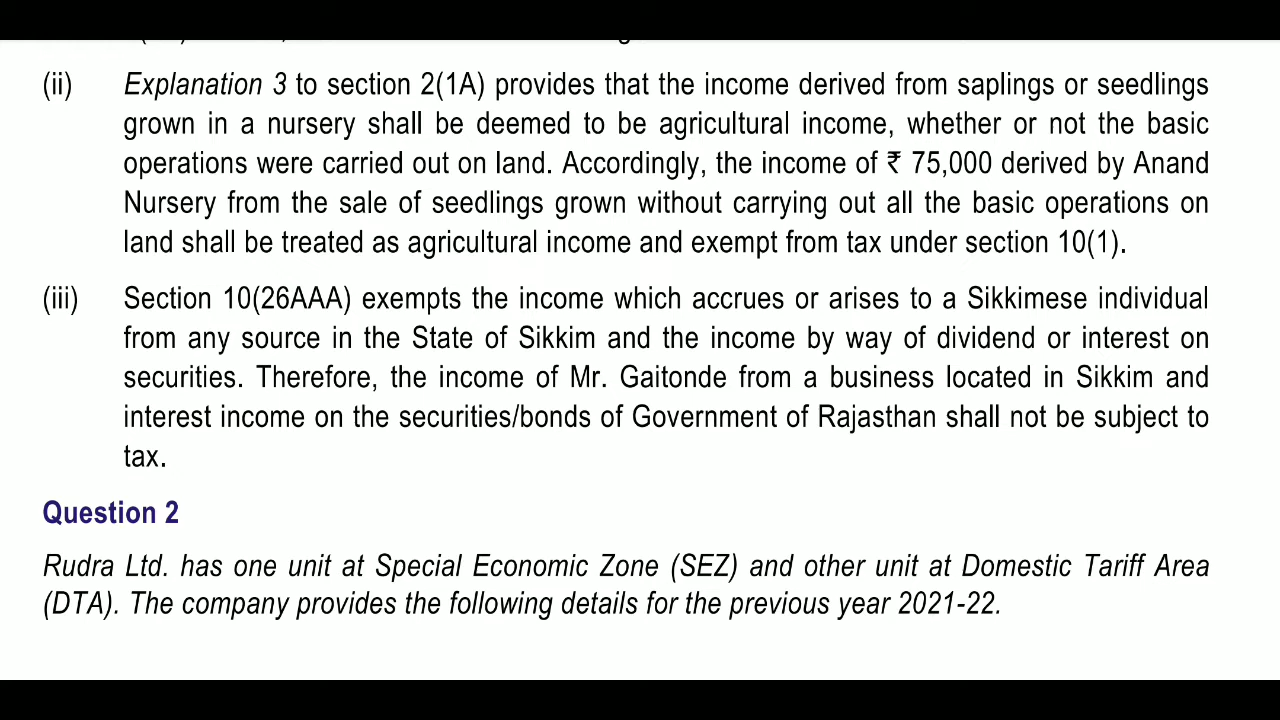 (ii) Explanation 3 to section 2(1A) provides that the income derived from saplings or seedlings
grown in a nursery shall be deemed to be agricultural income, whether or not the basic
operations were carried out on land. Accordingly, the income of ₹ 75,000 derived by Anand
Nursery from the sale of seedlings grown without carrying out all the basic operations on
land shall be treated as agricultural income and exempt from tax under section 10(1).
(iii) Section 10(26AAA) exempts the income which accrues or arises to a Sikkimese individual
from any source in the State of Sikkim and the income by way of dividend or interest on
securities. Therefore, the income of Mr. Gaitonde from a business located in Sikkim and
interest income on the securities/bonds of Government of Rajasthan shall not be subject to
tax.
Question 2
Rudra Ltd. has one unit at Special Economic Zone (SEZ) and other unit at Domestic Tariff Area
(DTA). The company provides the following details for the previous year 2021-22.